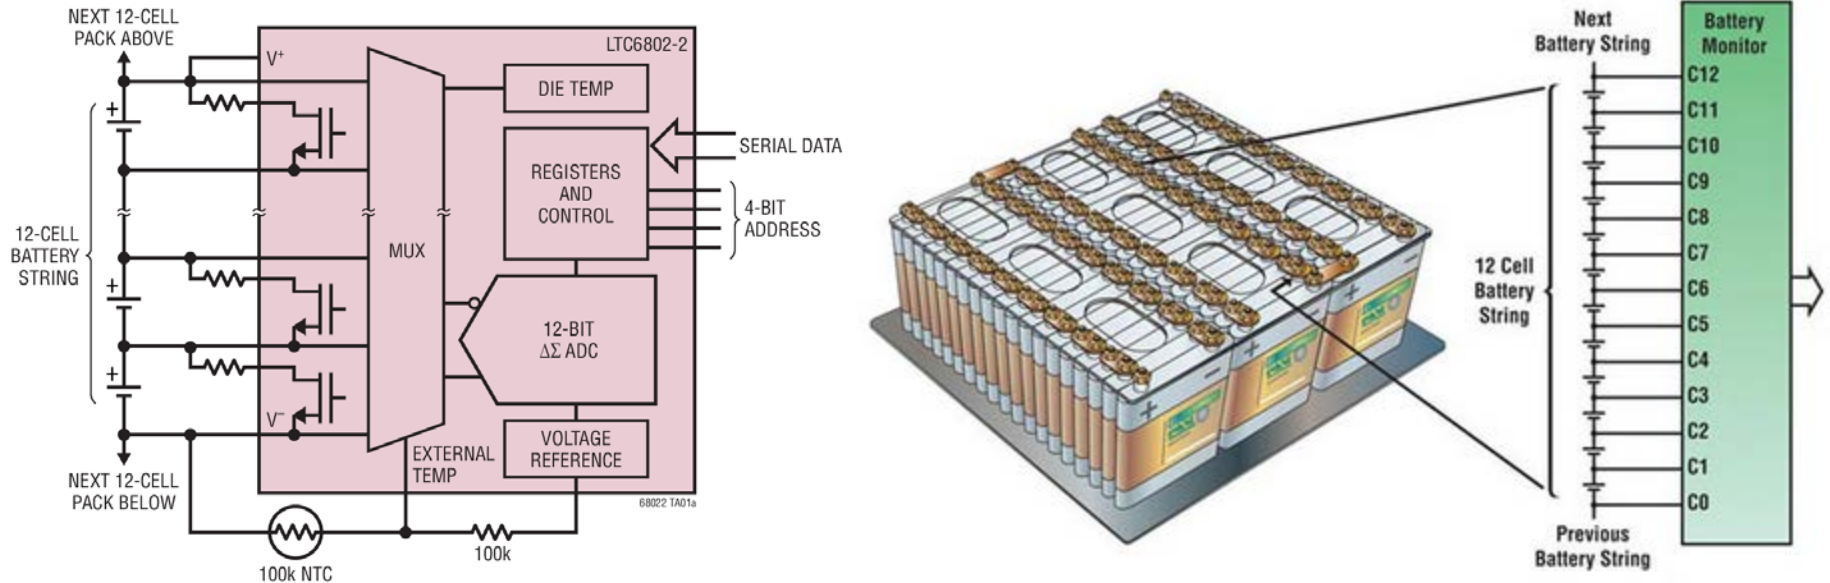 NEXT 12-CELL
PACK ABOVE
V+
LTC6802-2
DIE TEMP
SERIAL DATA
REGISTERS
AND
CONTROL
4-BIT
ADDRESS
12-CELL
BATTERY
STRING
MUX
12-BIT
ΔΣ ADC
V−
EXTERNAL
TEMP
VOLTAGE
REFERENCE
NEXT 12-CELL
PACK BELOW
68022 TA01a
100k NTC
100k
Next
Battery String
Battery
Monitor
C12
C11
C10
C9
C8
C7
12 Cell
Battery
String
C6
C5
C4
C3
C2
C1
C0
Previous
Battery String